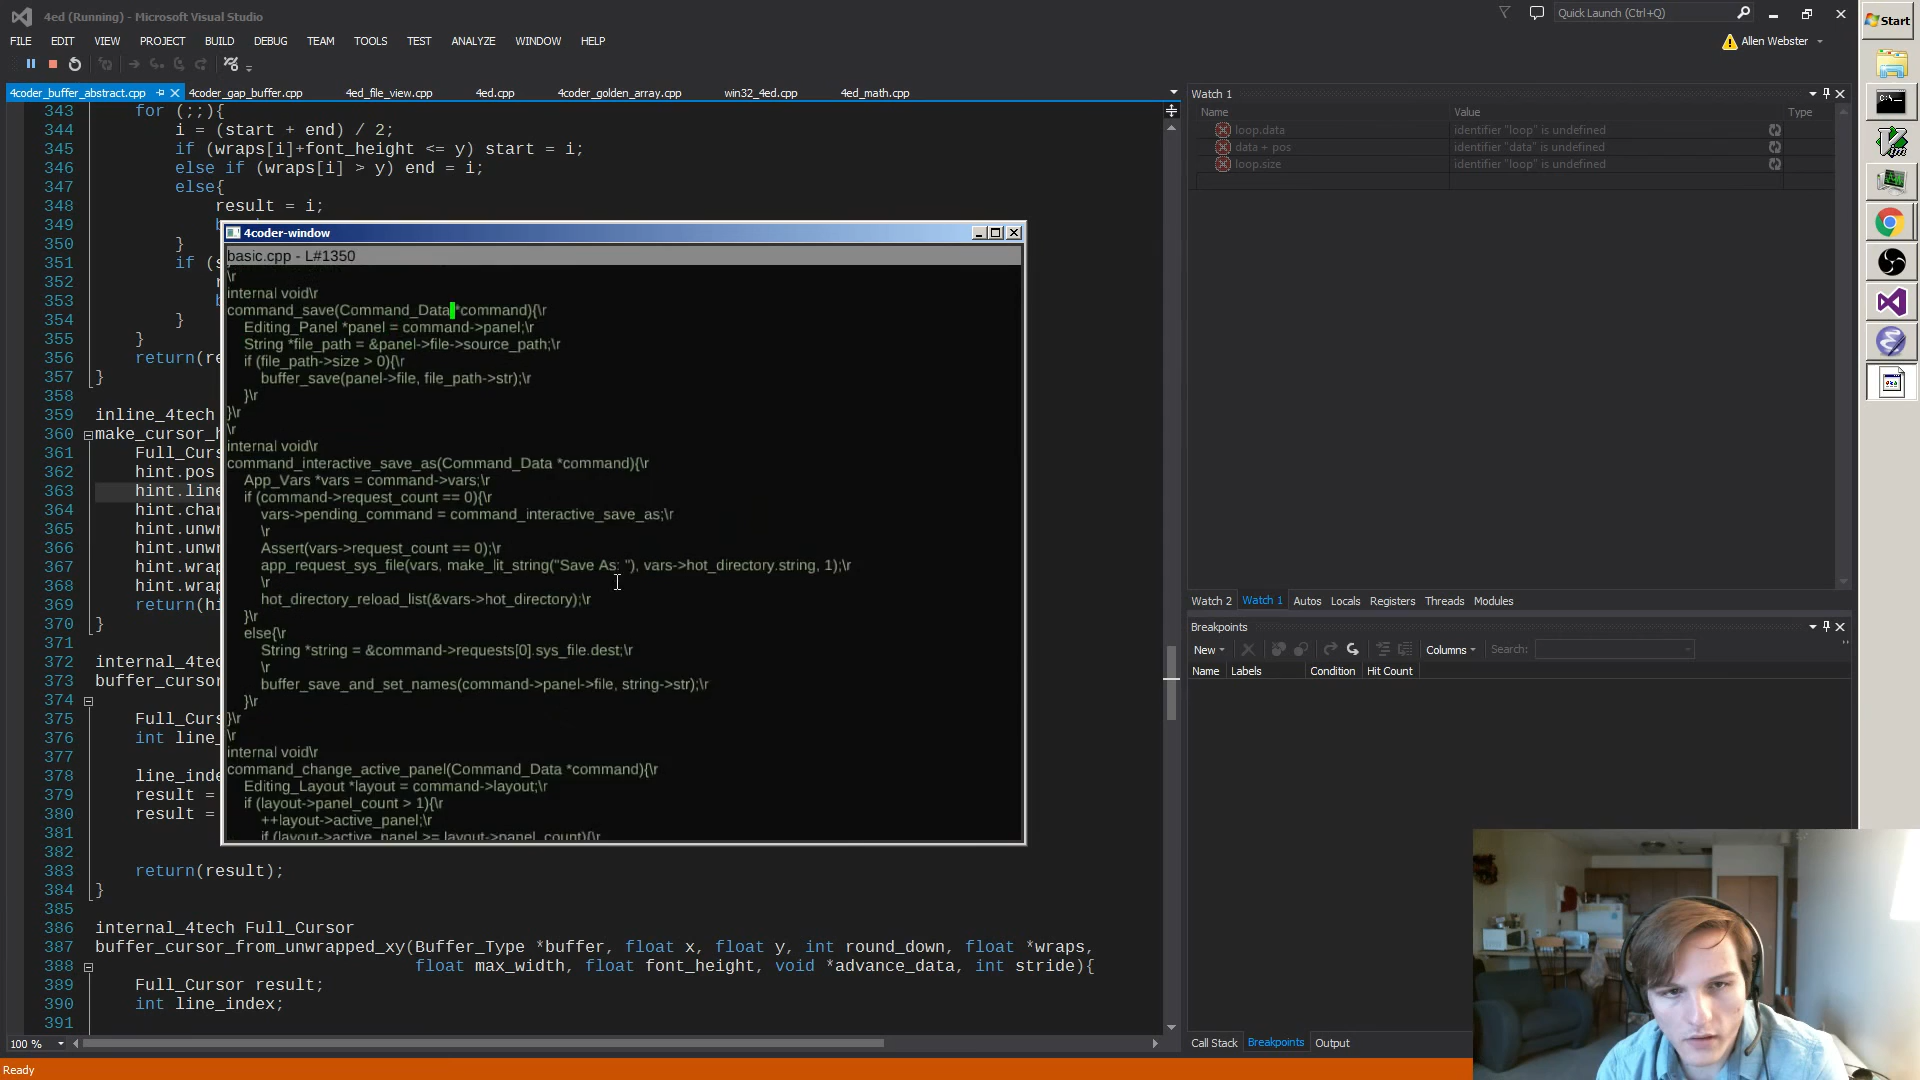 4ed (Running) - Microsoft Visual Studio
Quick Launch (Ctrl+Q)
Start
FILE EDIT VIEW PROJECT BUILD DEBUG TEAM TOOLS TEST ANALYZE WINDOW HELP
Allen Webster
4coder_buffer_abstract.cpp 4coder_gap_buffer.cpp 4ed_file_view.cpp 4ed.cpp 4coder_golden_array.cpp win32_4ed.cpp 4ed_math.cpp
343 for (;;){
344 i = (start + end) / 2;
345 if (wraps[i]+font_height <= y) start = i;
346 else if (wraps[i] > y) end = i;
347 else{
348 result = i;
349
350 }
351 if (s
352
353
354 }
355 }
356 return(re
357 }
358
359 inline_4tech
360 make_cursor_h
361 Full_Curs
362 hint.pos
363 hint.line
364 hint.char
365 hint.unwr
366 hint.unwr
367 hint.wrap
368 hint.wrap
369 return(hi
370 }
371
372 internal_4tech
373 buffer_cursor
374
375 Full_Curs
376 int line_
377
378 line_inde
379 result =
380 result =
381
382
383 return(result);
384 }
385
386 internal_4tech Full_Cursor
387 buffer_cursor_from_unwrapped_xy(Buffer_Type *buffer, float x, float y, int round_down, float *wraps,
388 float max_width, float font_height, void *advance_data, int stride){
389 Full_Cursor result;
390 int line_index;
391
100 %
4coder-window
basic.cpp - L#1350
\r
internal void\r
command_save(Command_Data *command){\r
Editing_Panel *panel = command->panel;\r
String *file_path = &panel->file->source_path;\r
if (file_path->size > 0){\r
buffer_save(panel->file, file_path->str);\r
}\r
}\r
\r
internal void\r
command_interactive_save_as(Command_Data *command){\r
App_Vars *vars = command->vars;\r
if (command->request_count == 0){\r
vars->pending_command = command_interactive_save_as;\r
\r
Assert(vars->request_count == 0);\r
app_request_sys_file(vars, make_lit_string("Save As: "), vars->hot_directory.string, 1);\r
\r
hot_directory_reload_list(&vars->hot_directory);\r
}\r
else{\r
String *string = &command->requests[0].sys_file.dest;\r
\r
buffer_save_and_set_names(command->panel->file, string->str);\r
}\r
}\r
\r
internal void\r
command_change_active_panel(Command_Data *command){\r
Editing_Layout *layout = command->layout;\r
if (layout->panel_count > 1){\r
++layout->active_panel;\r
if (layout->active_panel >= layout->panel_count){\r
Watch 1
Name Value Type
loop.data identifier "loop" is undefined
data + pos identifier "data" is undefined
loop.size identifier "loop" is undefined
Watch 2 Watch 1 Autos Locals Registers Threads Modules
Breakpoints
New Columns Search:
Name Labels Condition Hit Count
Call Stack Breakpoints Output
Ready